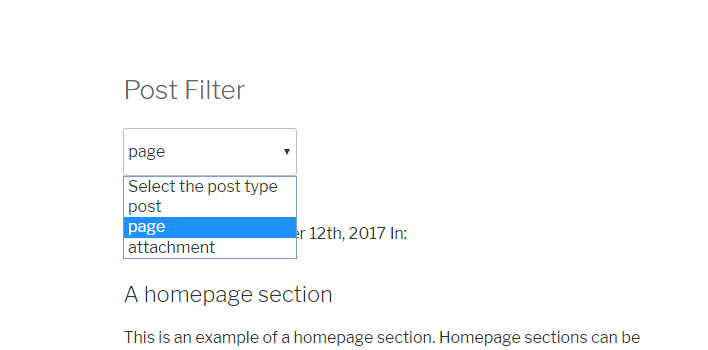 Post Filter
page
Select the post type
post
page
attachment
12th, 2017 In:
A homepage section
This is an example of a homepage section. Homepage sections can be